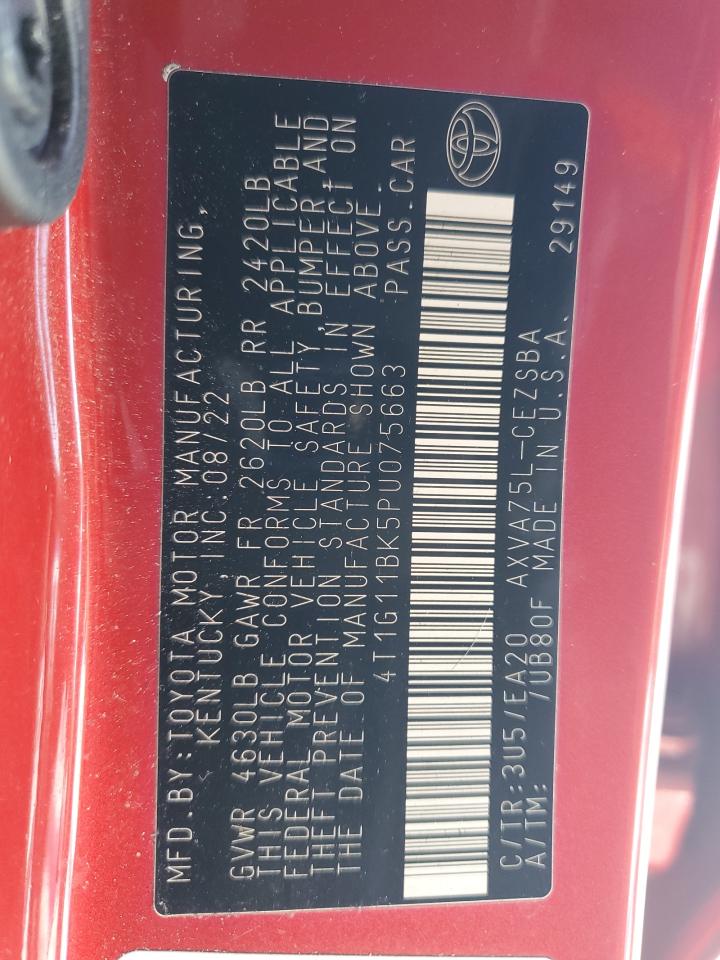 MFD.BY:TOYOTA MOTOR MANUFACTURING,
KENTUCKY,INC. 08/22
GVWR 4630LB GAWR FR 2620LB RR 2420LB
THIS VEHICLE CONFORMS TO ALL APPLICABLE
FEDERAL MOTOR VEHICLE SAFETY,BUMPER,AND
THEFT PREVENTION STANDARDS IN EFFECT ON
THE DATE OF MANUFACTURE SHOWN ABOVE.
4T1G11BK5PU075663 PASS.CAR
C/TR:3U5/EA20 AXVA75L-CEZSBA
A/TM: /UB80F MADE IN U.S.A. 29149